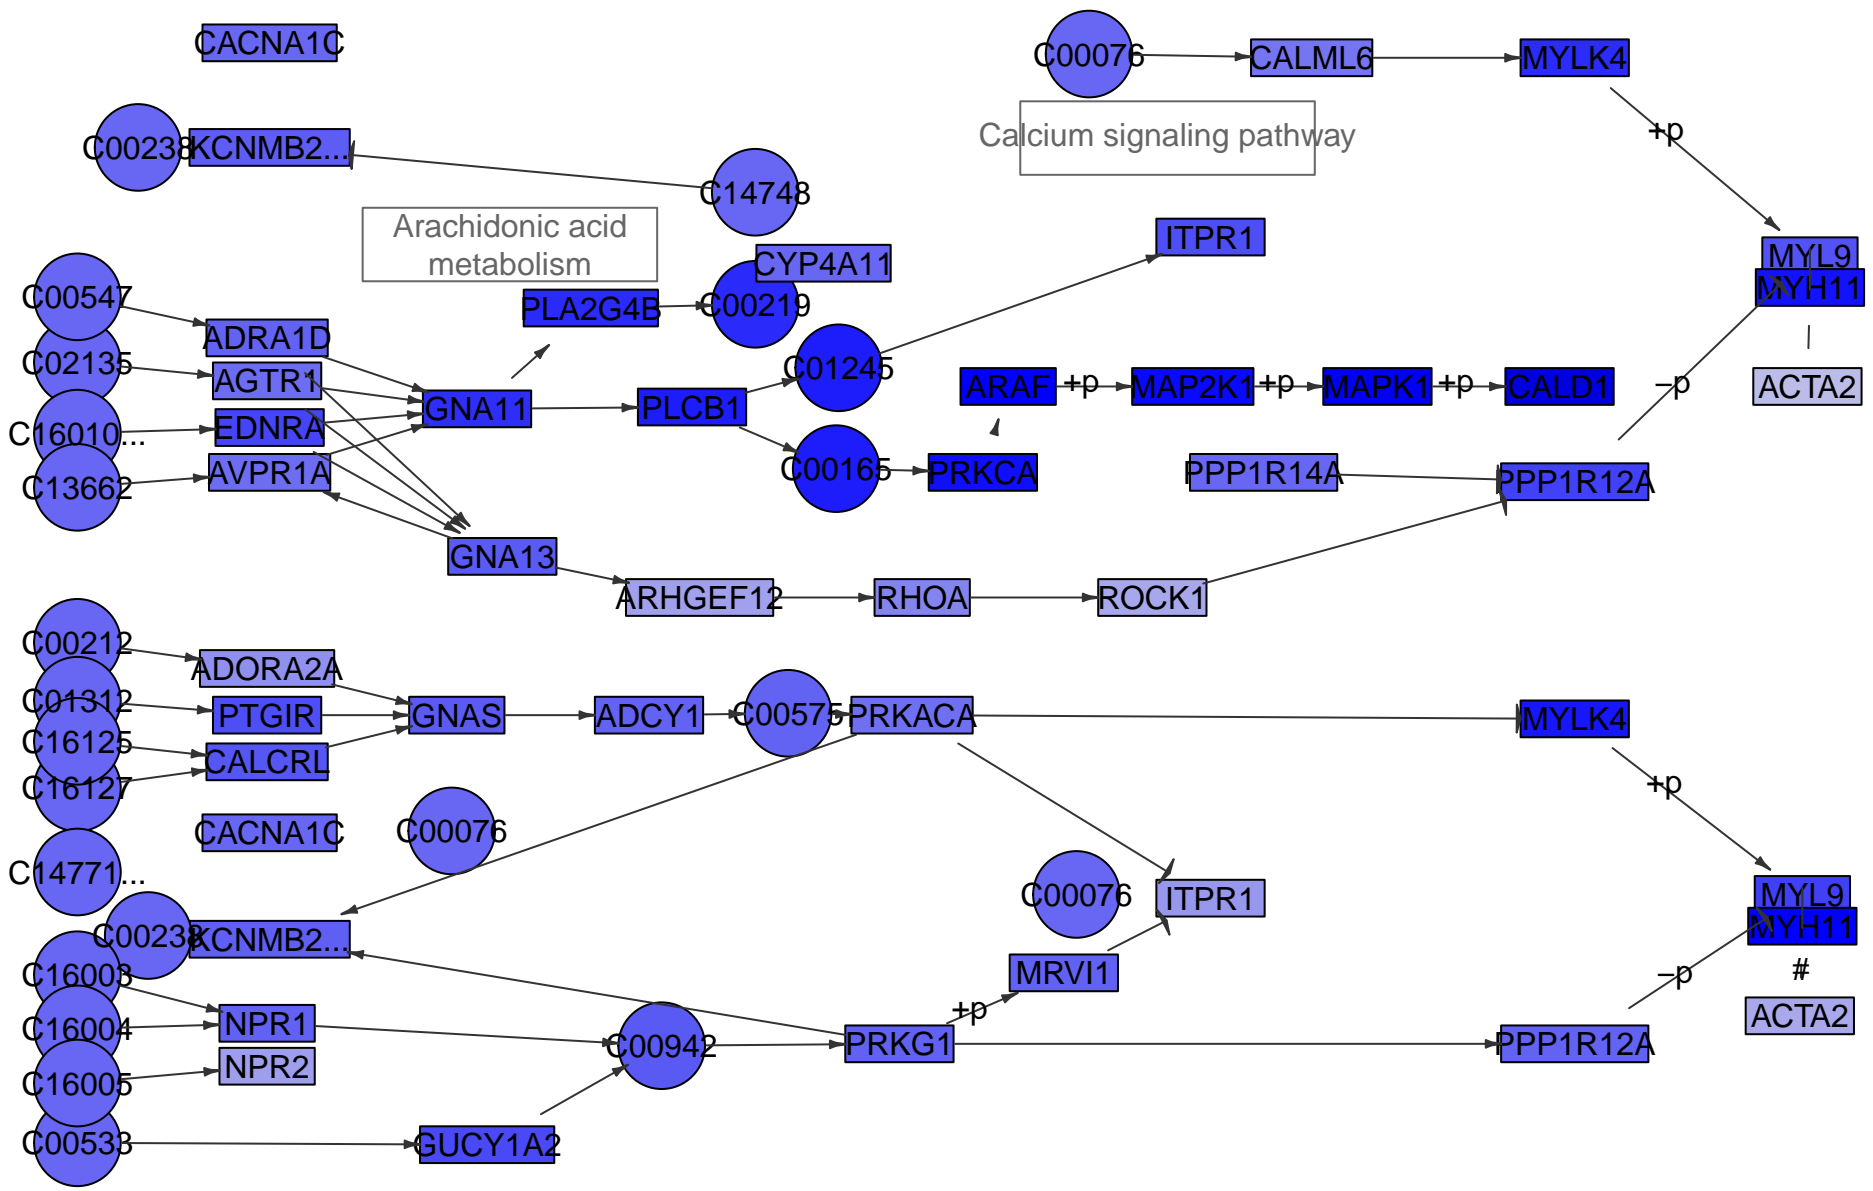 CACNA1C
C00076
CALML6
MYLK4
Calcium signaling pathway
+p
C00238
KCNMB2...
C14748
Arachidonic acid
metabolism
CYP4A11
ITPR1
MYL9
MYH11
C00547
PLA2G4B
C00219
ADRA1D
C02135
AGTR1
C01245
ARAF
+p
MAP2K1
+p
MAPK1
+p
CALD1
−p
ACTA2
GNA11
PLCB1
C16010...
EDNRA
C13662
AVPR1A
C00165
PRKCA
PPP1R14A
PPP1R12A
GNA13
ARHGEF12
RHOA
ROCK1
C00212
ADORA2A
C01312
PTGIR
GNAS
ADCY1
C00575
PRKACA
MYLK4
C16125
CALCRL
C16127
+p
CACNA1C
C00076
C14771...
C00076
ITPR1
MYL9
MYH11
C00238
KCNMB2...
C16003
MRVI1
−p
#
C16004
NPR1
+p
ACTA2
C00942
PRKG1
PPP1R12A
C16005
NPR2
C00533
GUCY1A2